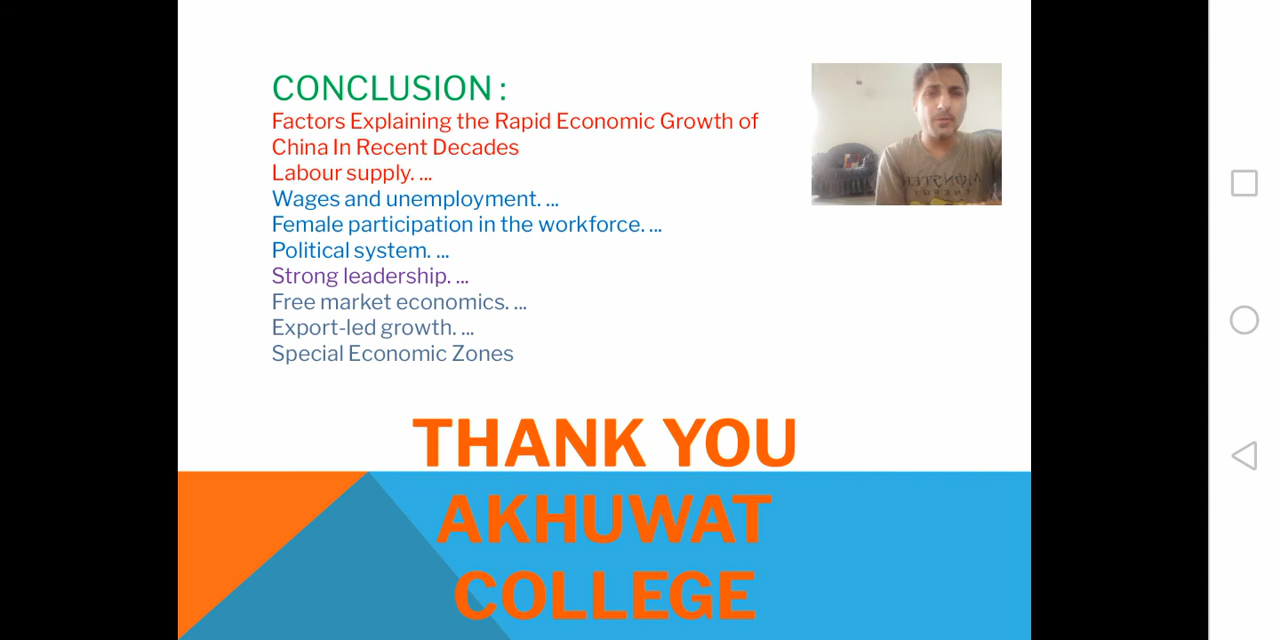 CONCLUSION :
Factors Explaining the Rapid Economic Growth of
China In Recent Decades
Labour supply. ...
Wages and unemployment. ...
Female participation in the workforce. ...
Political system. ...
Strong leadership. ...
Free market economics. ...
Export-led growth. ...
Special Economic Zones
MONSTER
ENERGY
THANK YOU
AKHUWAT
COLLEGE